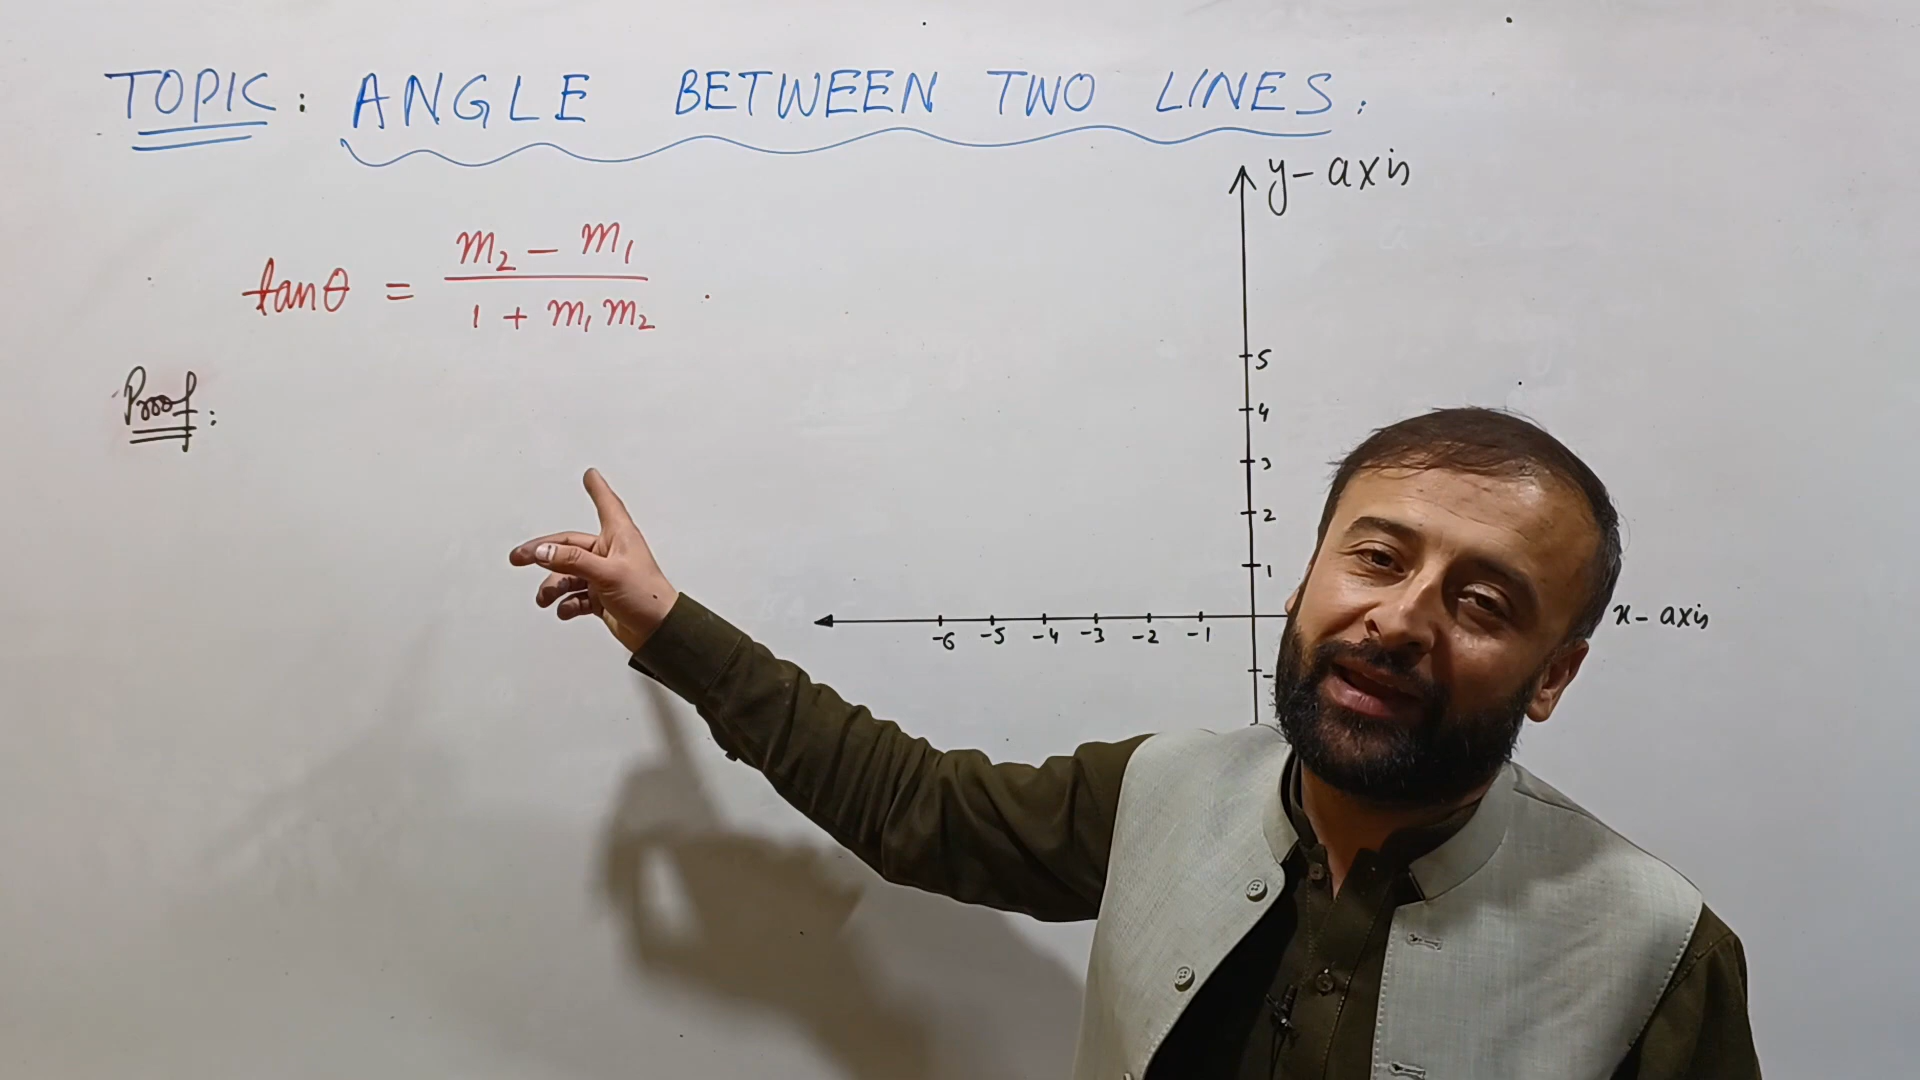 TOPIC: ANGLE BETWEEN TWO LINES.
y-axis
tanθ = m₂ - m₁ / 1 + m₁m₂ .
Proof:
5
4
3
2
1
-6 -5 -4 -3 -2 -1
x-axis
-